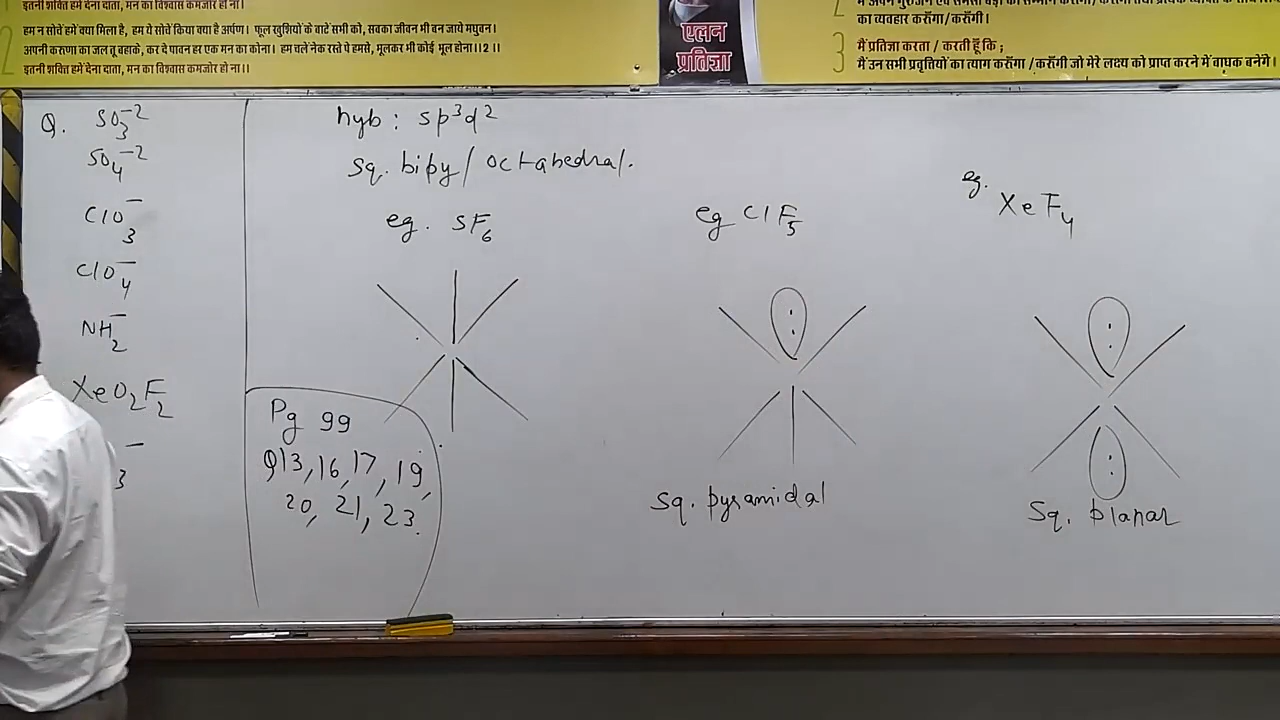 इतनी शक्ति हमें देना दाता, मन का विश्वास कमजोर हो ना।
हम न सोचें हमें क्या मिला है, हम ये सोचें किया क्या है अर्पण। फूल खुशियों के बाटें सभी को, सबका जीवन भी बन जाये मधुवन।
2 अपनी करुणा का जल तू बहाके, कर दे पावन हर एक मन का कोना। हम चलें नेक रस्ते पे हमसे, भूलकर भी कोई भूल होना।।2।।
इतनी शक्ति हमें देना दाता, मन का विश्वास कमजोर हो ना।।
एलन
प्रतिज्ञा
2
का व्यवहार करूँगा/करूँगी।
3 मैं प्रतिज्ञा करता / करती हूँ कि ;
मैं उन सभी प्रवृत्तियों का त्याग करूँगा /करूँगी जो मेरे लक्ष्य को प्राप्त करने में बाधक बनेंगे।
Q. SO₃⁻²
SO₄⁻²
ClO₃⁻
ClO₄⁻
NH₂⁻
XeO₂F₂
₃⁻
hyb : sp³d²
sq. bipy/ octahedral.
eg. SF₆
Pg 99
Q13, 16, 17, 19,
20, 21, 23.
eg ClF₅
Sq. pyramidal
eg.
XeF₄
Sq. planar